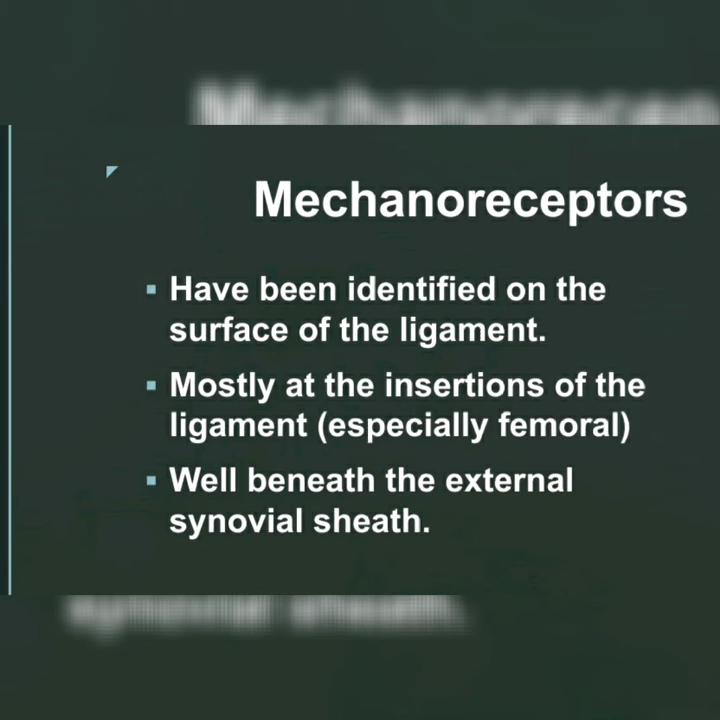 Mechanoreceptors
Have been identified on the
surface of the ligament.
Mostly at the insertions of the
ligament (especially femoral)
Well beneath the external
synovial sheath.